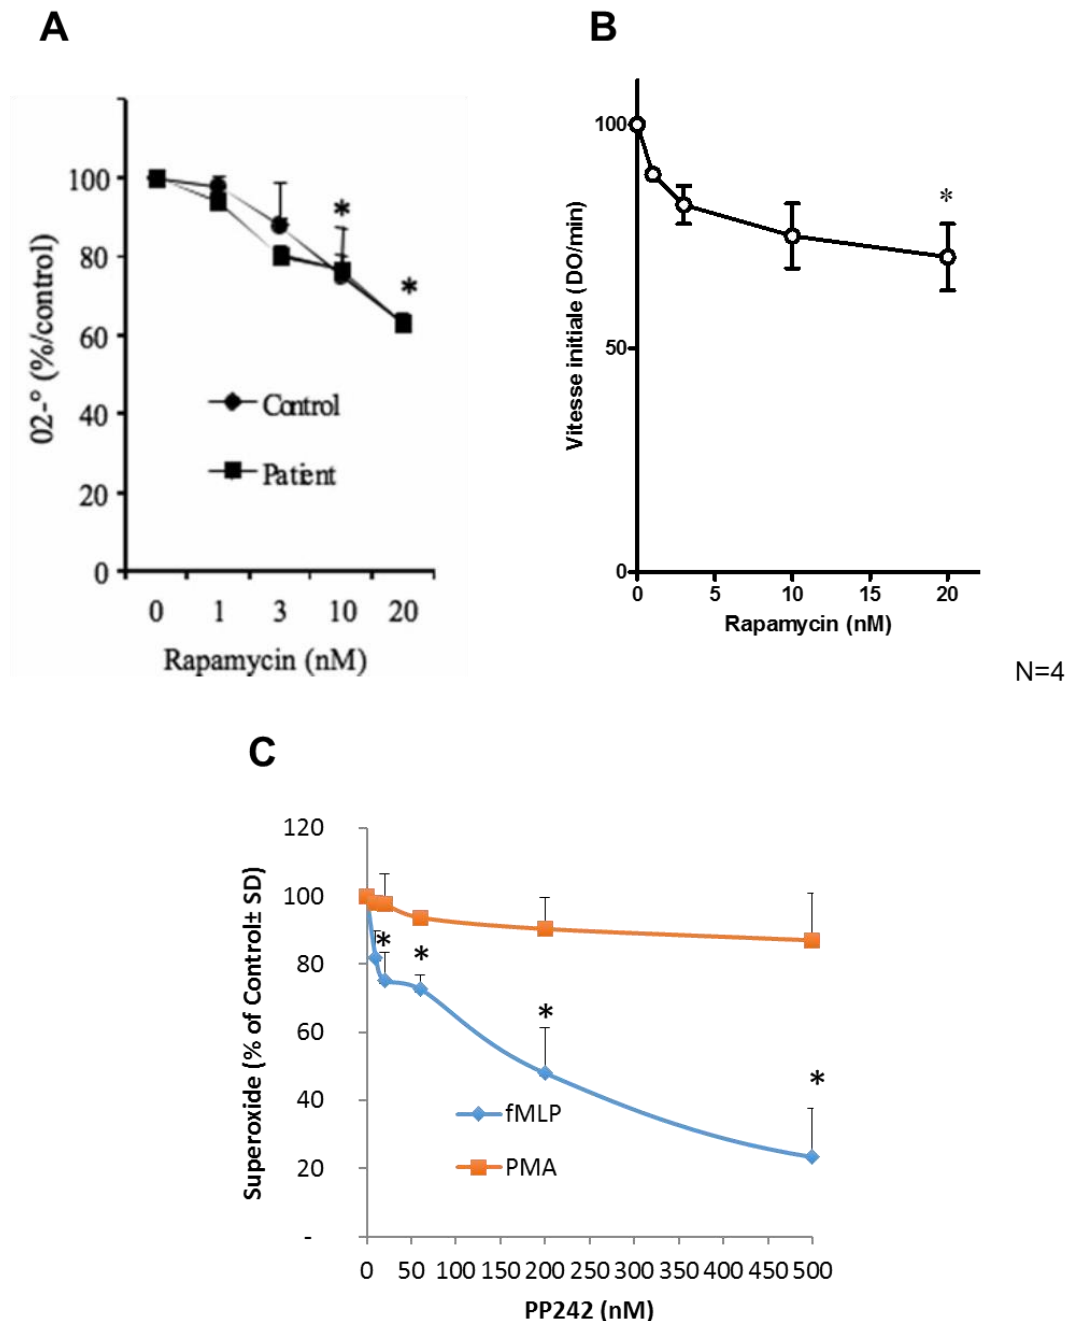 A
100
80
60
40
20
0
02-° (%/control)
*
*
Control
Patient
0 1 3 10 20
Rapamycin (nM)
B
100
50
0
Vitesse initiale (DO/min)
*
0 5 10 15 20
Rapamycin (nM)
N=4
C
120
100
80
60
40
20
-
Superoxide (% of Control± SD)
*
*
*
*
fMLP
PMA
0 50 100 150 200 250 300 350 400 450 500
PP242 (nM)